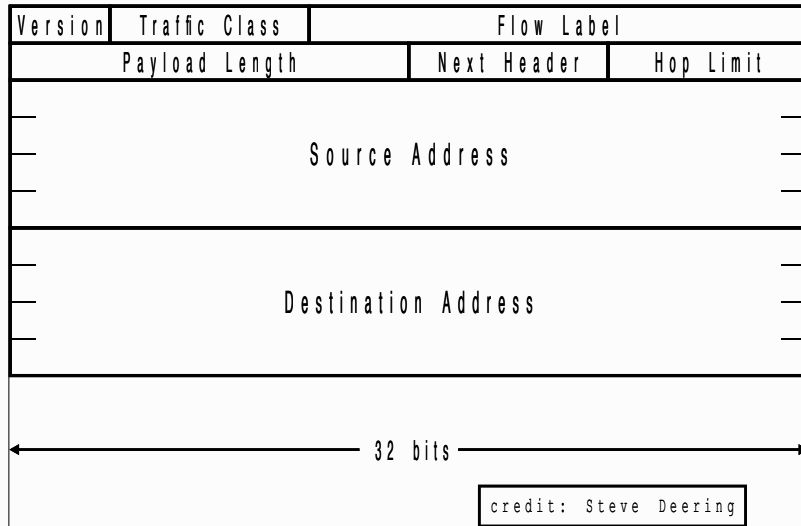 Version Traffic Class Flow Label
Payload Length Next Header Hop Limit
Source Address
Destination Address
32 bits
credit: Steve Deering